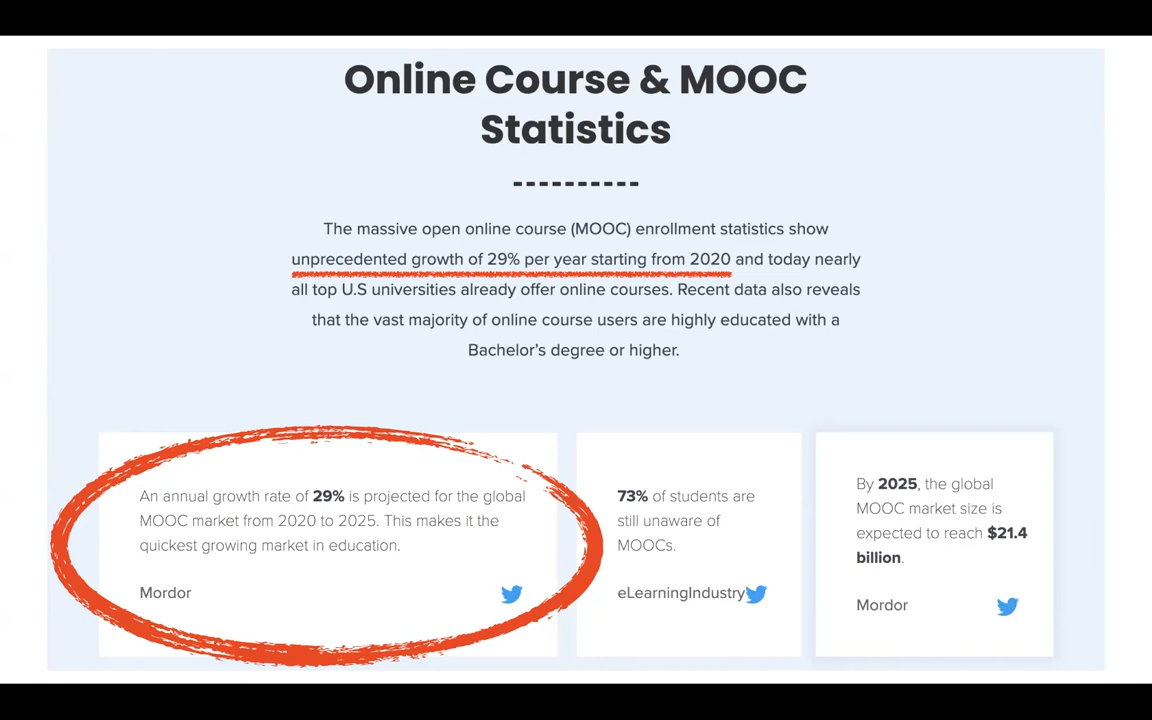 Online Course & MOOC
Statistics
----------
The massive open online course (MOOC) enrollment statistics show
unprecedented growth of 29% per year starting from 2020 and today nearly
all top U.S universities already offer online courses. Recent data also reveals
that the vast majority of online course users are highly educated with a
Bachelor's degree or higher.
An annual growth rate of 29% is projected for the global
MOOC market from 2020 to 2025. This makes it the
quickest growing market in education.
Mordor
73% of students are
still unaware of
MOOCs.
eLearningIndustry
By 2025, the global
MOOC market size is
expected to reach $21.4
billion.
Mordor